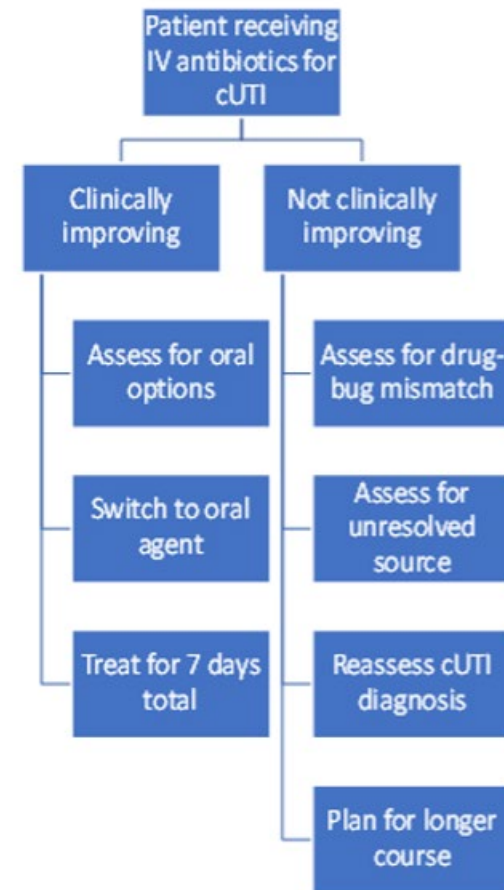 Patient receiving
IV antibiotics for
cUTI
Clinically
improving
Not clinically
improving
Assess for oral
options
Assess for drug-
bug mismatch
Switch to oral
agent
Assess for
unresolved
source
Treat for 7 days
total
Reassess cUTI
diagnosis
Plan for longer
course